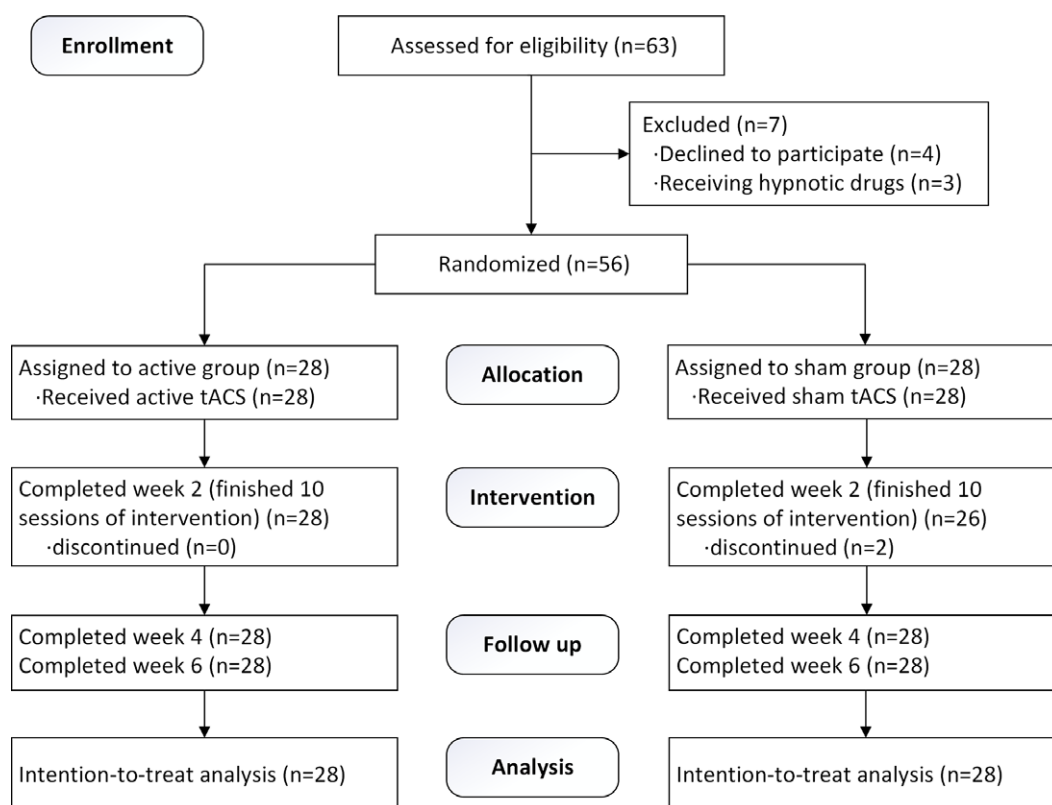 Enrollment
Assessed for eligibility (n=63)
Excluded (n=7)
·Declined to participate (n=4)
·Receiving hypnotic drugs (n=3)
Randomized (n=56)
Assigned to active group (n=28)
·Received active tACS (n=28)
Allocation
Assigned to sham group (n=28)
·Received sham tACS (n=28)
Completed week 2 (finished 10
sessions of intervention) (n=28)
·discontinued (n=0)
Intervention
Completed week 2 (finished 10
sessions of intervention) (n=26)
·discontinued (n=2)
Completed week 4 (n=28)
Completed week 6 (n=28)
Follow up
Completed week 4 (n=28)
Completed week 6 (n=28)
Intention-to-treat analysis (n=28)
Analysis
Intention-to-treat analysis (n=28)